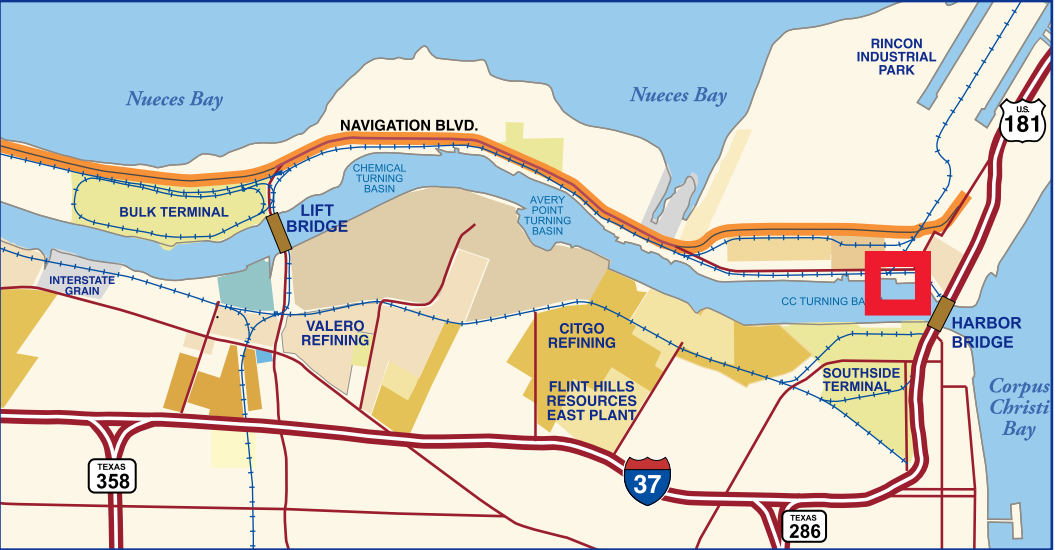 RINCON
INDUSTRIAL
PARK
Nueces Bay
Nueces Bay
U.S.
181
NAVIGATION BLVD.
CHEMICAL
TURNING
BASIN
AVERY
POINT
TURNING
BASIN
BULK TERMINAL
LIFT
BRIDGE
INTERSTATE
GRAIN
CC TURNING BA
VALERO
REFINING
CITGO
REFINING
HARBOR
BRIDGE
FLINT HILLS
RESOURCES
EAST PLANT
SOUTHSIDE
TERMINAL
Corpus
Christi
Bay
TEXAS
358
37
TEXAS
286